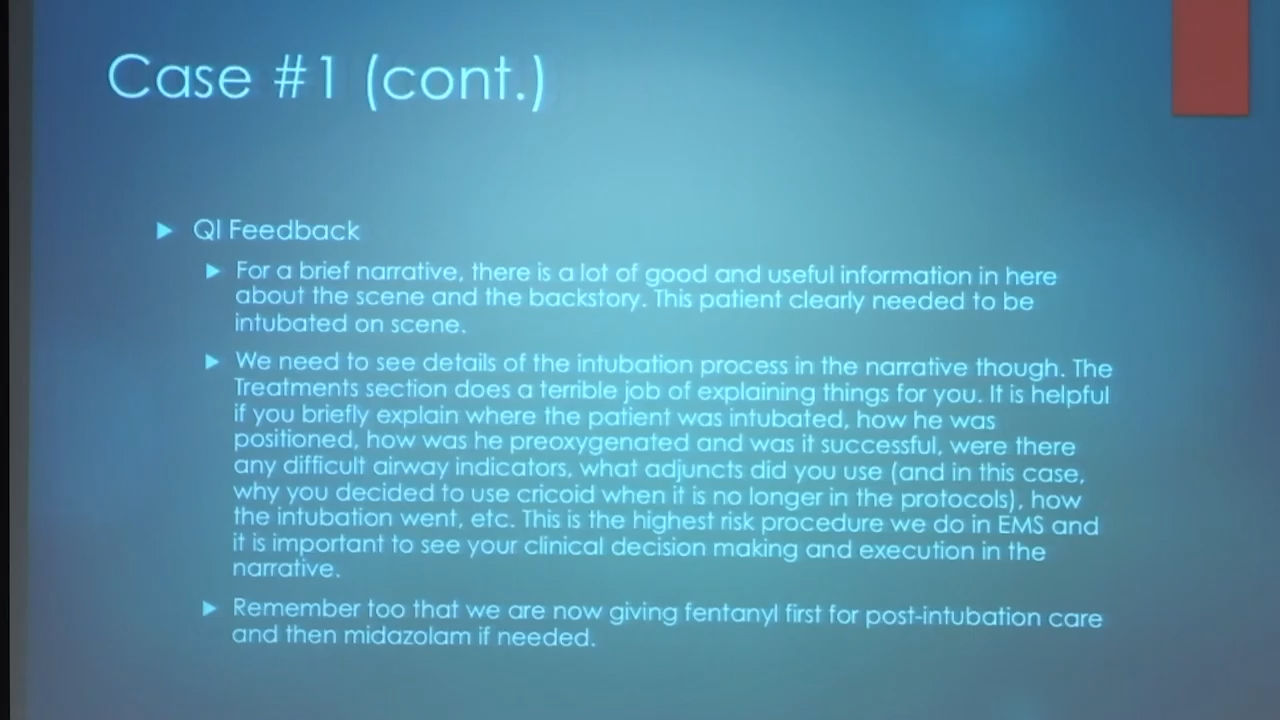 Case #1 (cont.)
QI Feedback
For a brief narrative, there is a lot of good and useful information in here
about the scene and the backstory. This patient clearly needed to be
intubated on scene.
We need to see details of the intubation process in the narrative though. The
Treatments section does a terrible job of explaining things for you. It is helpful
if you briefly explain where the patient was intubated, how he was
positioned, how was he preoxygenated and was it successful, were there
any difficult airway indicators, what adjuncts did you use (and in this case,
why you decided to use cricoid when it is no longer in the protocols), how
the intubation went, etc. This is the highest risk procedure we do in EMS and
it is important to see your clinical decision making and execution in the
narrative.
Remember too that we are now giving fentanyl first for post-intubation care
and then midazolam if needed.